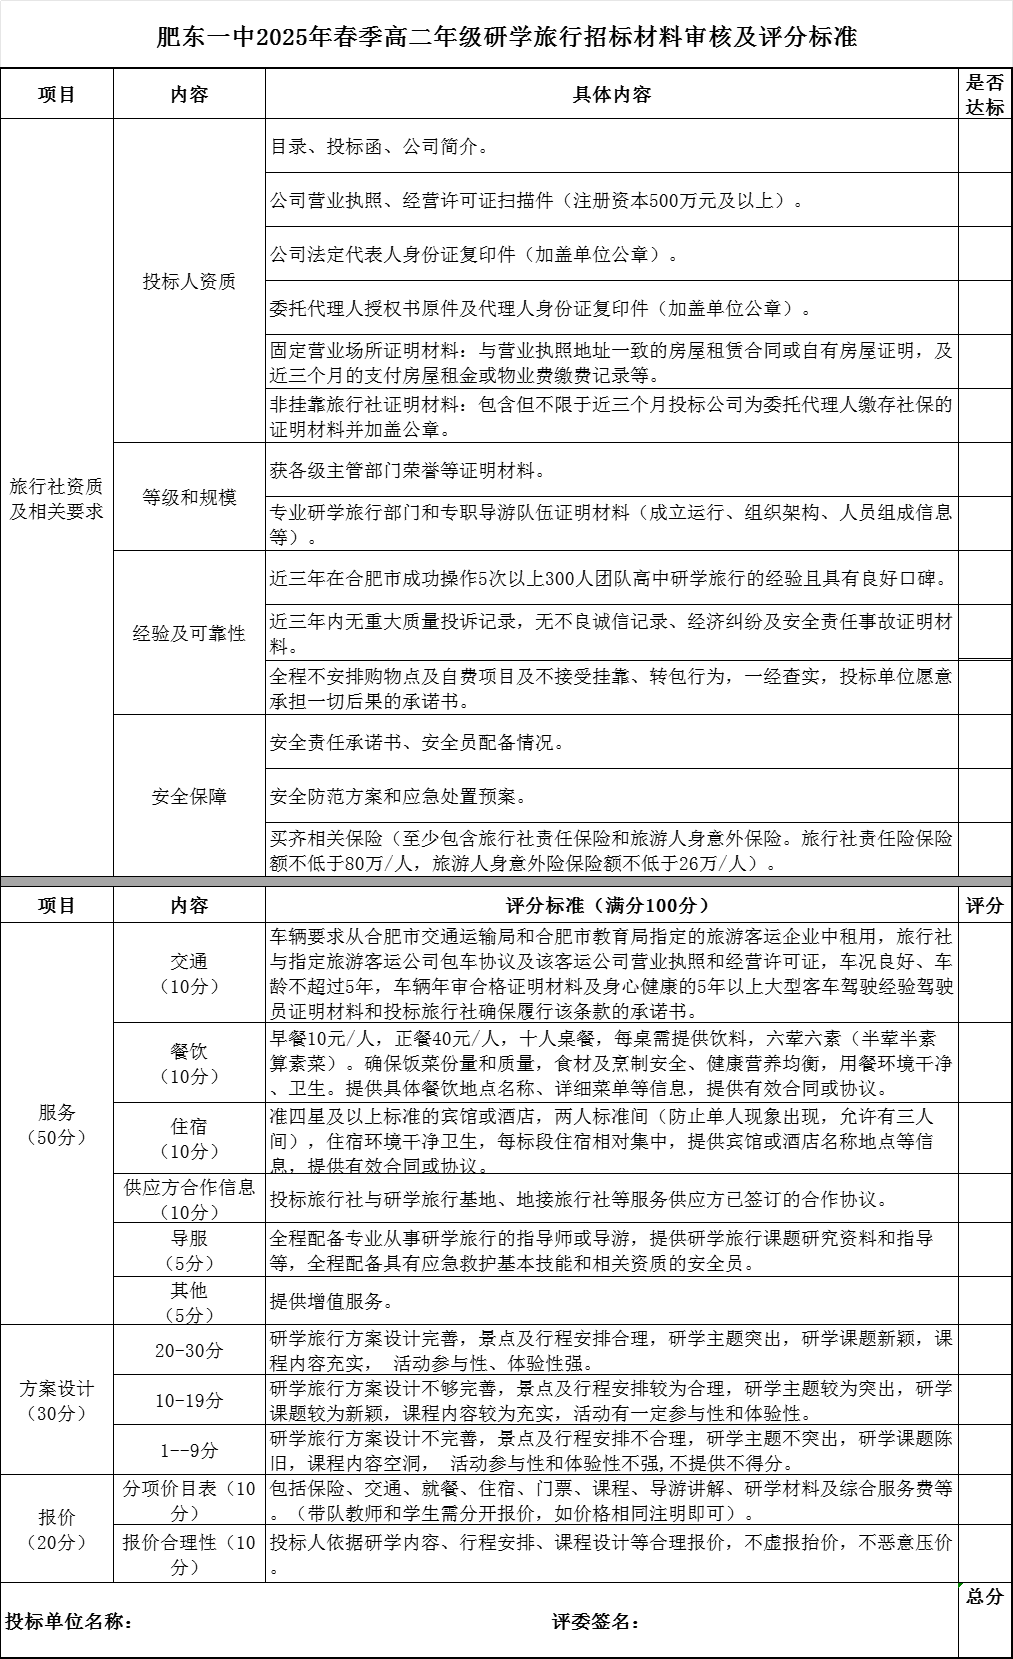 肥东一中2025年春季高二年级研学旅行招标材料审核及评分标准
项目
内容
具体内容
是否
达标
旅行社资质
及相关要求
投标人资质
目录、投标函、公司简介。
公司营业执照、经营许可证扫描件（注册资本500万元及以上）。
公司法定代表人身份证复印件（加盖单位公章）。
委托代理人授权书原件及代理人身份证复印件（加盖单位公章）。
固定营业场所证明材料：与营业执照地址一致的房屋租赁合同或自有房屋证明，及
近三个月的支付房屋租金或物业费缴费记录等。
非挂靠旅行社证明材料：包含但不限于近三个月投标公司为委托代理人缴存社保的
证明材料并加盖公章。
等级和规模
获各级主管部门荣誉等证明材料。
专业研学旅行部门和专职导游队伍证明材料（成立运行、组织架构、人员组成信息
等）。
经验及可靠性
近三年在合肥市成功操作5次以上300人团队高中研学旅行的经验且具有良好口碑。
近三年内无重大质量投诉记录，无不良诚信记录、经济纠纷及安全责任事故证明材
料。
全程不安排购物点及自费项目及不接受挂靠、转包行为，一经查实，投标单位愿意
承担一切后果的承诺书。
安全保障
安全责任承诺书、安全员配备情况。
安全防范方案和应急处置预案。
买齐相关保险（至少包含旅行社责任保险和旅游人身意外保险。旅行社责任险保险
额不低于80万/人，旅游人身意外险保险额不低于26万/人）。
项目
内容
评分标准（满分100分）
评分
服务
（50分）
交通
（10分）
车辆要求从合肥市交通运输局和合肥市教育局指定的旅游客运企业中租用，旅行社
与指定旅游客运公司包车协议及该客运公司营业执照和经营许可证，车况良好、车
龄不超过5年，车辆年审合格证明材料及身心健康的5年以上大型客车驾驶经验驾驶
员证明材料和投标旅行社确保履行该条款的承诺书。
餐饮
（10分）
早餐10元/人，正餐40元/人，十人桌餐，每桌需提供饮料，六荤六素（半荤半素
算素菜）。确保饭菜份量和质量，食材及烹制安全、健康营养均衡，用餐环境干净
、卫生。提供具体餐饮地点名称、详细菜单等信息，提供有效合同或协议。
住宿
（10分）
准四星及以上标准的宾馆或酒店，两人标准间（防止单人现象出现，允许有三人
间），住宿环境干净卫生，每标段住宿相对集中，提供宾馆或酒店名称地点等信
息，提供有效合同或协议。
供应方合作信息
（10分）
投标旅行社与研学旅行基地、地接旅行社等服务供应方已签订的合作协议。
导服
（5分）
全程配备专业从事研学旅行的指导师或导游，提供研学旅行课题研究资料和指导
等，全程配备具有应急救护基本技能和相关资质的安全员。
其他
（5分）
提供增值服务。
方案设计
（30分）
20-30分
研学旅行方案设计完善，景点及行程安排合理，研学主题突出，研学课题新颖，课
程内容充实， 活动参与性、体验性强。
10-19分
研学旅行方案设计不够完善，景点及行程安排较为合理，研学主题较为突出，研学
课题较为新颖，课程内容较为充实，活动有一定参与性和体验性。
1--9分
研学旅行方案设计不完善，景点及行程安排不合理，研学主题不突出，研学课题陈
旧，课程内容空洞， 活动参与性和体验性不强,不提供不得分。
报价
（20分）
分项价目表（10
分）
包括保险、交通、就餐、住宿、门票、课程、导游讲解、研学材料及综合服务费等
。（带队教师和学生需分开报价，如价格相同注明即可）。
报价合理性（10
分）
投标人依据研学内容、行程安排、课程设计等合理报价，不虚报抬价，不恶意压价
。
投标单位名称：
评委签名：
总分